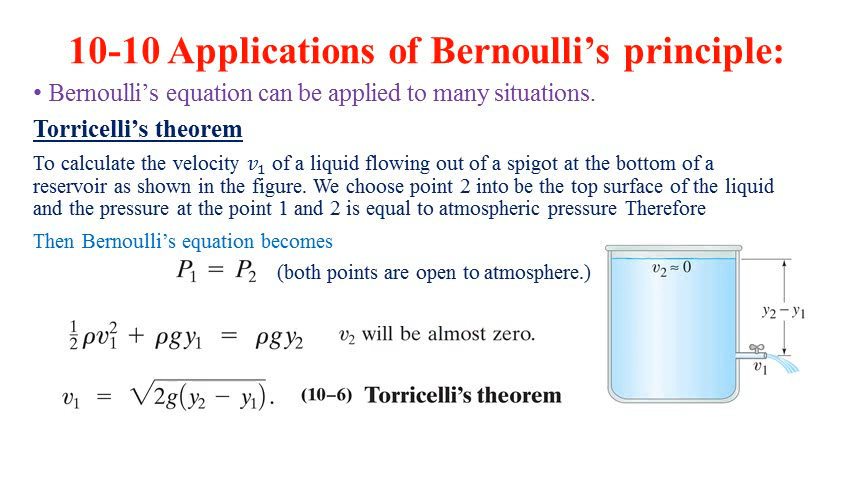 10-10 Applications of Bernoulli's principle:
• Bernoulli's equation can be applied to many situations.
Torricelli's theorem
To calculate the velocity v₁ of a liquid flowing out of a spigot at the bottom of a
reservoir as shown in the figure. We choose point 2 into be the top surface of the liquid
and the pressure at the point 1 and 2 is equal to atmospheric pressure Therefore
Then Bernoulli's equation becomes
P₁ = P₂ (both points are open to atmosphere.)
½ρv₁² + ρgy₁ = ρgy₂ v₂ will be almost zero.
v₁ = √2g(y₂ − y₁). (10–6) Torricelli's theorem
v₂ ≈ 0
y₂ − y₁
v₁